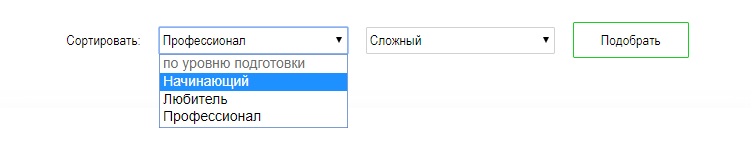 Сортировать: Профессионал Сложный Подобрать
по уровню подготовки
Начинающий
Любитель
Профессионал